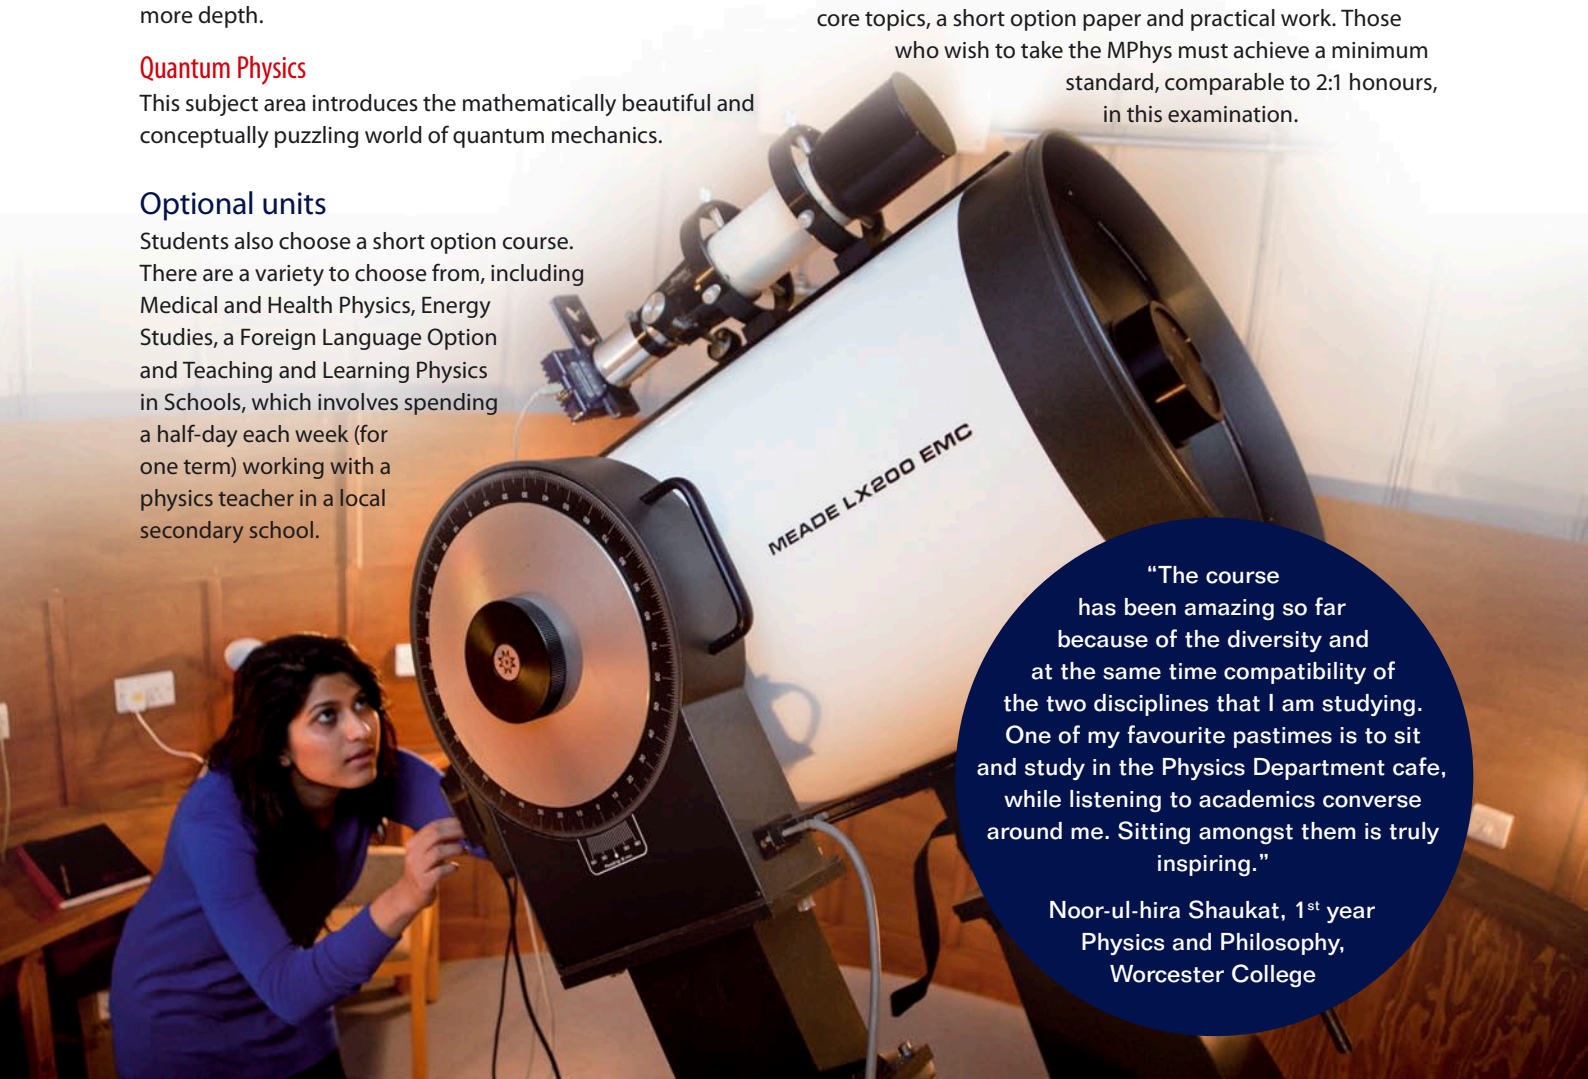 more depth.
Quantum Physics
This subject area introduces the mathematically beautiful and
conceptually puzzling world of quantum mechanics.
Optional units
Students also choose a short option course.
There are a variety to choose from, including
Medical and Health Physics, Energy
Studies, a Foreign Language Option
and Teaching and Learning Physics
in Schools, which involves spending
a half-day each week (for
one term) working with a
physics teacher in a local
secondary school.
core topics, a short option paper and practical work. Those
who wish to take the MPhys must achieve a minimum
standard, comparable to 2:1 honours,
in this examination.
MEADE LX200 EMC
“The course
has been amazing so far
because of the diversity and
at the same time compatibility of
the two disciplines that I am studying.
One of my favourite pastimes is to sit
and study in the Physics Department cafe,
while listening to academics converse
around me. Sitting amongst them is truly
inspiring.”
Noor-ul-hira Shaukat, 1st year
Physics and Philosophy,
Worcester College